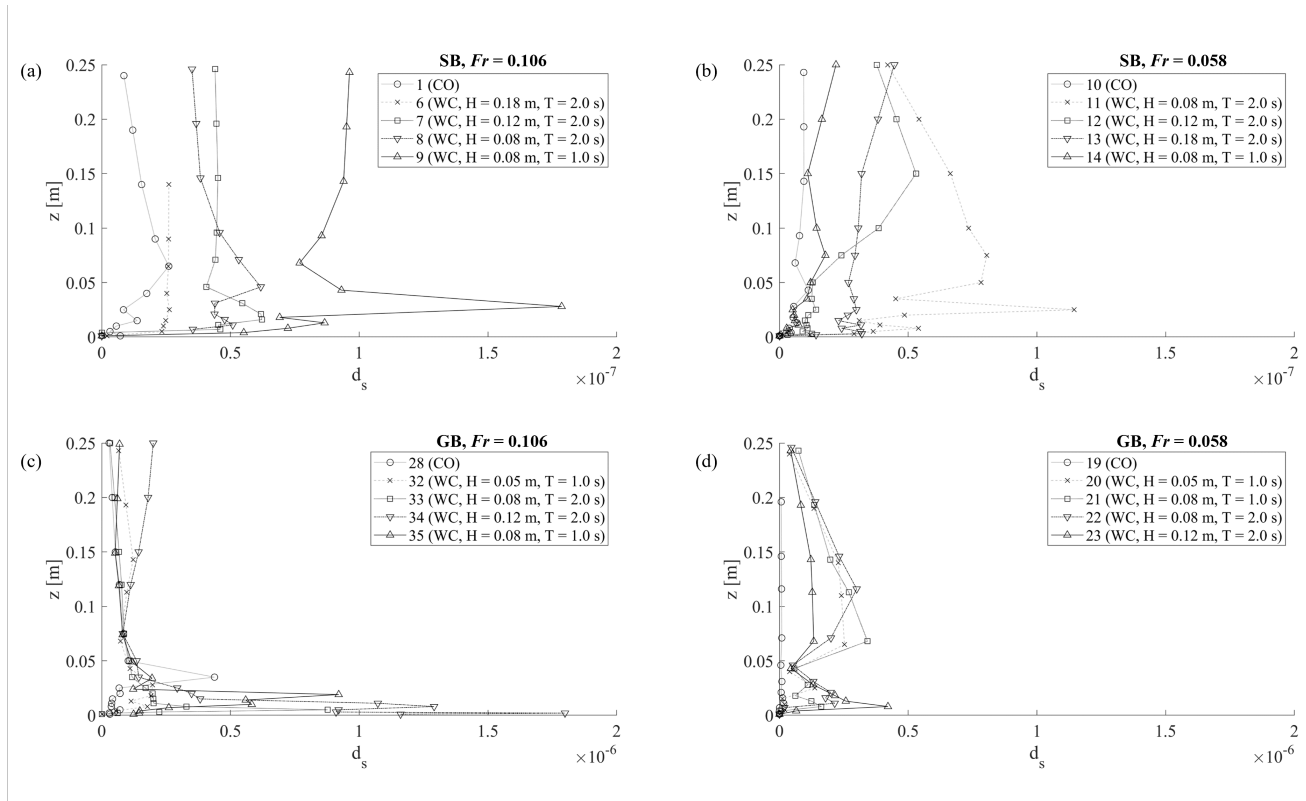 (a)
SB, Fr = 0.106
1 (CO)
6 (WC, H = 0.18 m, T = 2.0 s)
7 (WC, H = 0.12 m, T = 2.0 s)
8 (WC, H = 0.08 m, T = 2.0 s)
9 (WC, H = 0.08 m, T = 1.0 s)
z [m]
0.25
0.2
0.15
0.1
0.05
0
0 0.5 1 1.5 2
d_s
×10^-7
(b)
SB, Fr = 0.058
10 (CO)
11 (WC, H = 0.08 m, T = 2.0 s)
12 (WC, H = 0.12 m, T = 2.0 s)
13 (WC, H = 0.18 m, T = 2.0 s)
14 (WC, H = 0.08 m, T = 1.0 s)
z [m]
0.25
0.2
0.15
0.1
0.05
0
0 0.5 1 1.5 2
d_s
×10^-7
(c)
GB, Fr = 0.106
28 (CO)
32 (WC, H = 0.05 m, T = 1.0 s)
33 (WC, H = 0.08 m, T = 2.0 s)
34 (WC, H = 0.12 m, T = 2.0 s)
35 (WC, H = 0.08 m, T = 1.0 s)
z [m]
0.25
0.2
0.15
0.1
0.05
0
0 0.5 1 1.5 2
d_s
×10^-6
(d)
GB, Fr = 0.058
19 (CO)
20 (WC, H = 0.05 m, T = 1.0 s)
21 (WC, H = 0.08 m, T = 1.0 s)
22 (WC, H = 0.08 m, T = 2.0 s)
23 (WC, H = 0.12 m, T = 2.0 s)
z [m]
0.25
0.2
0.15
0.1
0.05
0
0 0.5 1 1.5 2
d_s
×10^-6